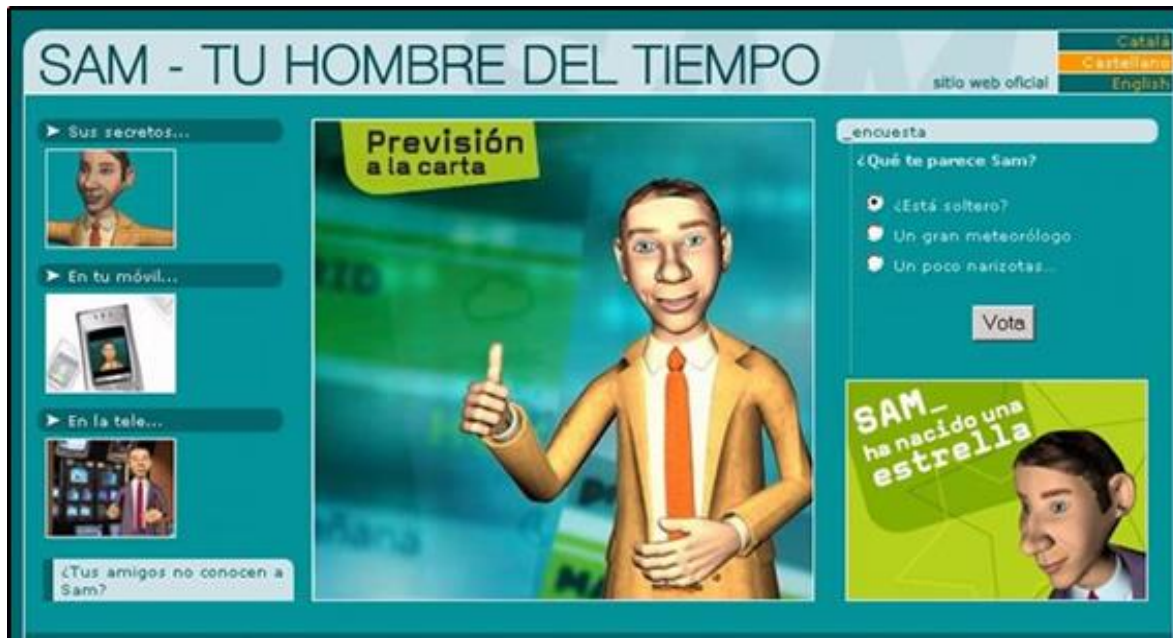 SAM - TU HOMBRE DEL TIEMPO
sitio web oficial
Català
Castellano
English
Sus secretos...
En tu móvil...
En la tele...
¿Tus amigos no conocen a
Sam?
Previsión
a la carta
_encuesta
¿Qué te parece Sam?
¿Está soltero?
Un gran meteorólogo
Un poco narizotas...
Vota
SAM_
ha nacido una
estrella